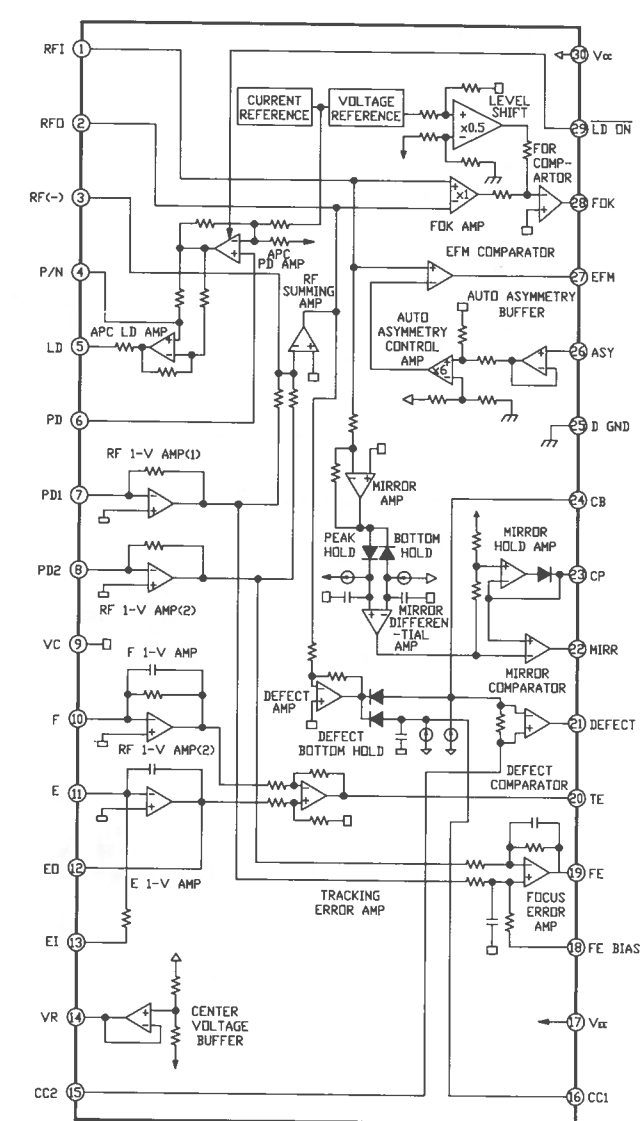 RFI 1
30 Vcc
CURRENT
REFERENCE
VOLTAGE
REFERENCE
LEVEL
SHIFT
x0.5
RFO 2
29 LD ON
FOR
COMP-
ARTOR
x1
RF(-) 3
28 FOK
FOK AMP
APC
PD AMP
RF
SUMMING
AMP
EFM COMPARATOR
P/N 4
27 EFM
AUTO ASYMMETRY
BUFFER
AUTO
ASYMMETRY
CONTROL
AMP
x6
APC LD AMP
LD 5
26 ASY
PD 6
25 D GND
RF 1-V AMP(1)
PD1 7
24 CB
MIRROR
AMP
PEAK
HOLD
BOTTOM
HOLD
MIRROR
HOLD AMP
PD2 8
23 CP
RF 1-V AMP(2)
MIRROR
DIFFEREN-
-TIAL
AMP
VC 9
22 MIRR
F 1-V AMP
MIRROR
COMPARATOR
DEFECT
AMP
F 10
21 DEFECT
RF 1-V AMP(2)
DEFECT
BOTTOM HOLD
DEFECT
COMPARATOR
E 11
20 TE
EO 12
19 FE
E 1-V AMP
TRACKING
ERROR AMP
FOCUS
ERROR
AMP
EI 13
18 FE BIAS
VR 14
CENTER
VOLTAGE
BUFFER
17 VEE
CC2 15
16 CC1